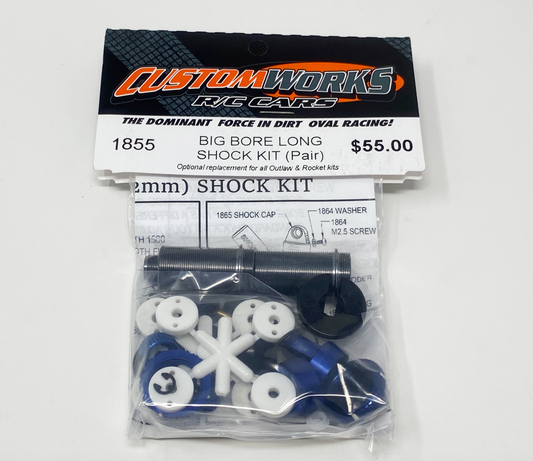 CUSTOMWORKS
R/C CARS
THE DOMINANT FORCE IN DIRT OVAL RACING!
1855
BIG BORE LONG
SHOCK KIT (Pair)
$55.00
Optional replacement for all Outlaw & Rocket kits
2mm) SHOCK KIT
1865 SHOCK CAP
1864 WASHER
1864
M2.5 SCREW